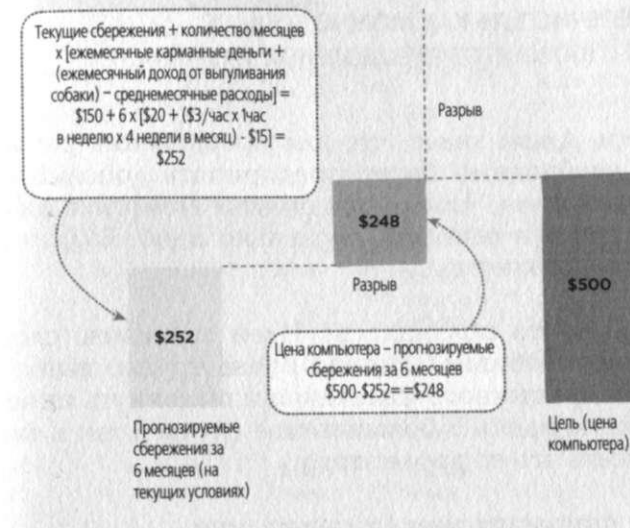 Текущие сбережения + количество месяцев
x [ежемесячные карманные деньги +
(ежемесячный доход от выгуливания
собаки) – среднемесячные расходы] =
$150 + 6 x [$20 + ($3/час x 1час
в неделю x 4 недели в месяц) - $15] =
$252
Разрыв
$248
Разрыв
$500
$252
Цена компьютера – прогнозируемые
сбережения за 6 месяцев
$500-$252==$248
Прогнозируемые
сбережения за
6 месяцев (на
текущих условиях)
Цель (цена
компьютера)